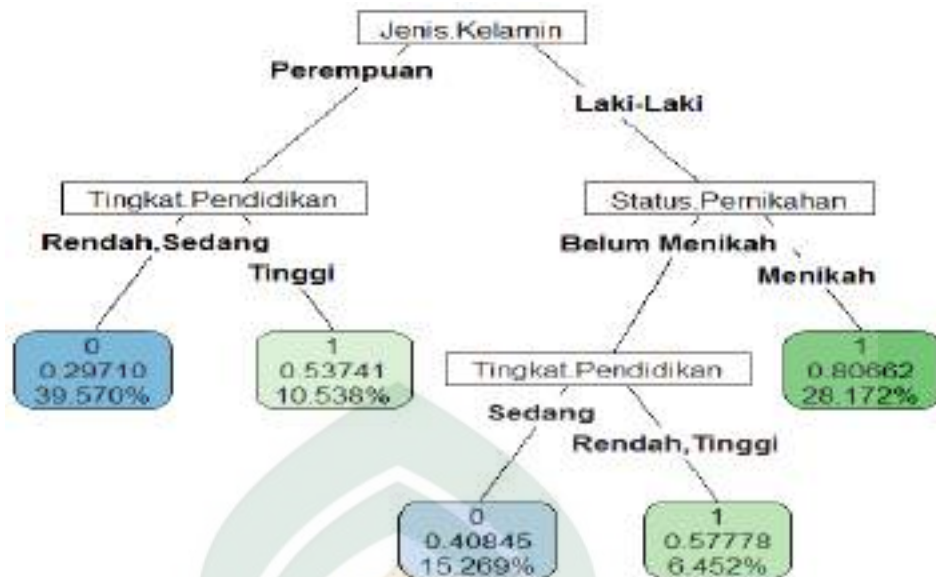 Jenis.Kelamin
Perempuan
Laki-Laki
Tingkat.Pendidikan
Status.Pernikahan
Rendah,Sedang
Tinggi
Belum Menikah
Menikah
0
0.29710
39.570%
1
0.53741
10.538%
Tingkat.Pendidikan
1
0.80662
28.172%
Sedang
Rendah,Tinggi
0
0.40845
15.269%
1
0.57778
6.452%